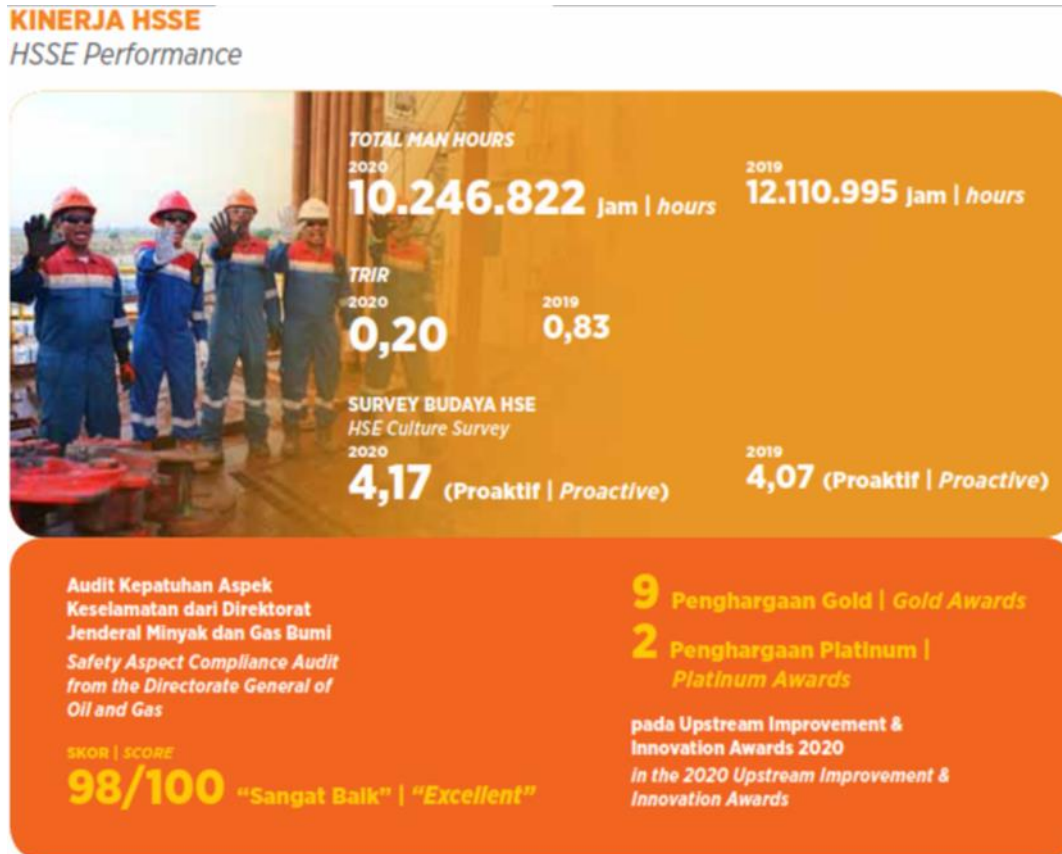 KINERJA HSSE
HSSE Performance
TOTAL MAN HOURS
2020
10.246.822 jam | hours
2019
12.110.995 jam | hours
TRIR
2020
0,20
2019
0,83
SURVEY BUDAYA HSE
HSE Culture Survey
2020
4,17 (Proaktif | Proactive)
2019
4,07 (Proaktif | Proactive)
Audit Kepatuhan Aspek
Keselamatan dari Direktorat
Jenderal Minyak dan Gas Bumi
Safety Aspect Compliance Audit
from the Directorate General of
Oil and Gas
SKOR | SCORE
98/100 “Sangat Baik” | “Excellent”
9 Penghargaan Gold | Gold Awards
2 Penghargaan Platinum |
Platinum Awards
pada Upstream Improvement &
Innovation Awards 2020
in the 2020 Upstream Improvement &
Innovation Awards